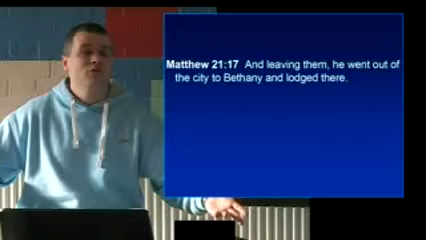 Matthew 21:17 And leaving them, he went out of
the city to Bethany and lodged there.